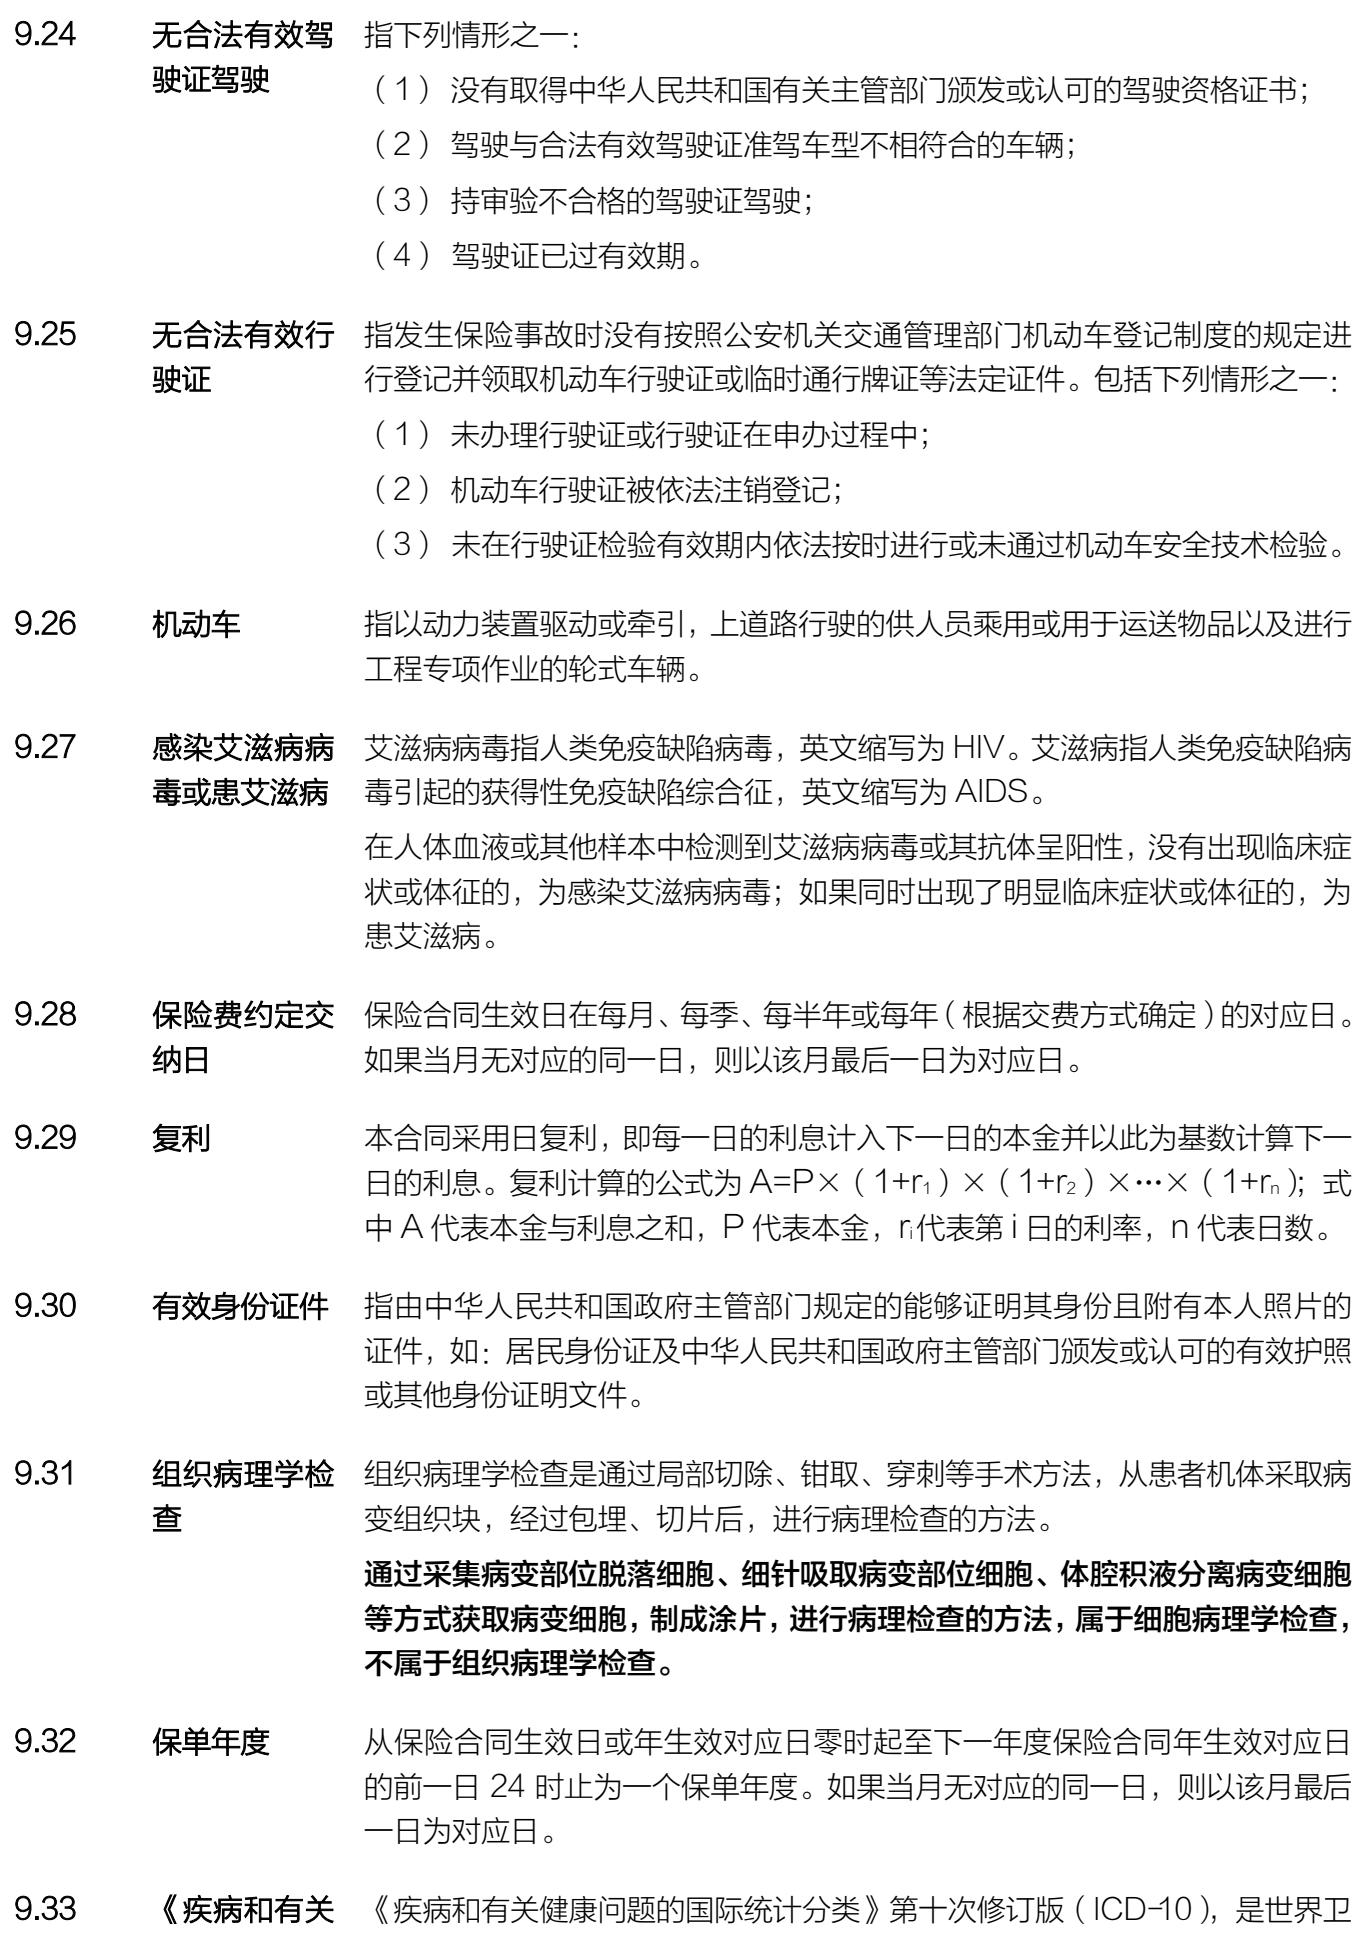 9.24 无合法有效驾 指下列情形之一：
驶证驾驶
（1） 没有取得中华人民共和国有关主管部门颁发或认可的驾驶资格证书；
（2） 驾驶与合法有效驾驶证准驾车型不相符合的车辆；
（3） 持审验不合格的驾驶证驾驶；
（4） 驾驶证已过有效期。
9.25 无合法有效行 指发生保险事故时没有按照公安机关交通管理部门机动车登记制度的规定进
驶证 行登记并领取机动车行驶证或临时通行牌证等法定证件。包括下列情形之一：
（1） 未办理行驶证或行驶证在申办过程中；
（2） 机动车行驶证被依法注销登记；
（3） 未在行驶证检验有效期内依法按时进行或未通过机动车安全技术检验。
9.26 机动车 指以动力装置驱动或牵引，上道路行驶的供人员乘用或用于运送物品以及进行
工程专项作业的轮式车辆。
9.27 感染艾滋病病 艾滋病病毒指人类免疫缺陷病毒，英文缩写为 HIV。艾滋病指人类免疫缺陷病
毒或患艾滋病 毒引起的获得性免疫缺陷综合征，英文缩写为 AIDS。
在人体血液或其他样本中检测到艾滋病病毒或其抗体呈阳性，没有出现临床症
状或体征的，为感染艾滋病病毒；如果同时出现了明显临床症状或体征的，为
患艾滋病。
9.28 保险费约定交 保险合同生效日在每月、每季、每半年或每年（根据交费方式确定）的对应日。
纳日 如果当月无对应的同一日，则以该月最后一日为对应日。
9.29 复利 本合同采用日复利，即每一日的利息计入下一日的本金并以此为基数计算下一
日的利息。复利计算的公式为 A=P×（1+r₁）×（1+r₂）×…×（1+rₙ）；式
中 A 代表本金与利息之和，P 代表本金，rᵢ代表第 i 日的利率，n 代表日数。
9.30 有效身份证件 指由中华人民共和国政府主管部门规定的能够证明其身份且附有本人照片的
证件，如：居民身份证及中华人民共和国政府主管部门颁发或认可的有效护照
或其他身份证明文件。
9.31 组织病理学检 组织病理学检查是通过局部切除、钳取、穿刺等手术方法，从患者机体采取病
查 变组织块，经过包埋、切片后，进行病理检查的方法。
通过采集病变部位脱落细胞、细针吸取病变部位细胞、体腔积液分离病变细胞
等方式获取病变细胞，制成涂片，进行病理检查的方法，属于细胞病理学检查，
不属于组织病理学检查。
9.32 保单年度 从保险合同生效日或年生效对应日零时起至下一年度保险合同年生效对应日
的前一日 24 时止为一个保单年度。如果当月无对应的同一日，则以该月最后
一日为对应日。
9.33 《疾病和有关 《疾病和有关健康问题的国际统计分类》第十次修订版（ICD-10），是世界卫